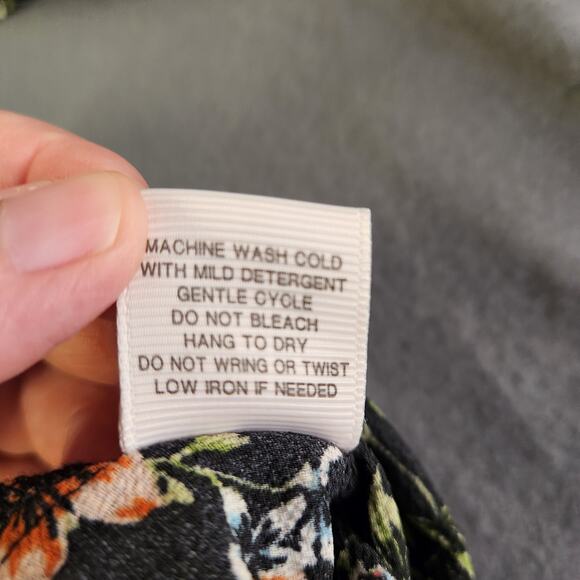 MACHINE WASH COLD
WITH MILD DETERGENT
GENTLE CYCLE
DO NOT BLEACH
HANG TO DRY
DO NOT WRING OR TWIST
LOW IRON IF NEEDED